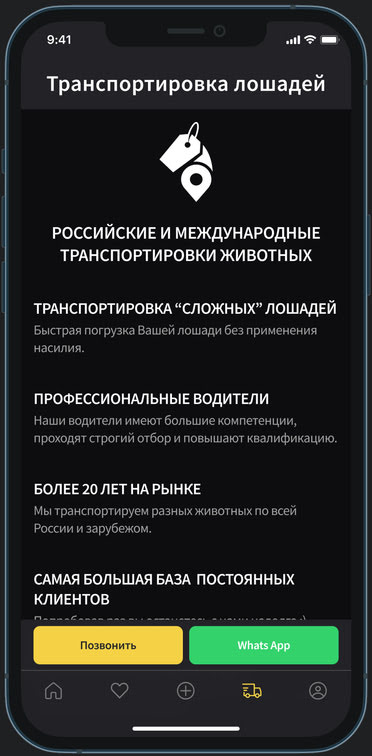 9:41
Транспортировка лошадей
РОССИЙСКИЕ И МЕЖДУНАРОДНЫЕ
ТРАНСПОРТИРОВКИ ЖИВОТНЫХ
ТРАНСПОРТИРОВКА “СЛОЖНЫХ” ЛОШАДЕЙ
Быстрая погрузка Вашей лошади без применения
насилия.
ПРОФЕССИОНАЛЬНЫЕ ВОДИТЕЛИ
Наши водители имеют большие компетенции,
проходят строгий отбор и повышают квалификацию.
БОЛЕЕ 20 ЛЕТ НА РЫНКЕ
Мы транспортируем разных животных по всей
России и зарубежом.
САМАЯ БОЛЬШАЯ БАЗА ПОСТОЯННЫХ
КЛИЕНТОВ
Позвонить
Whats App